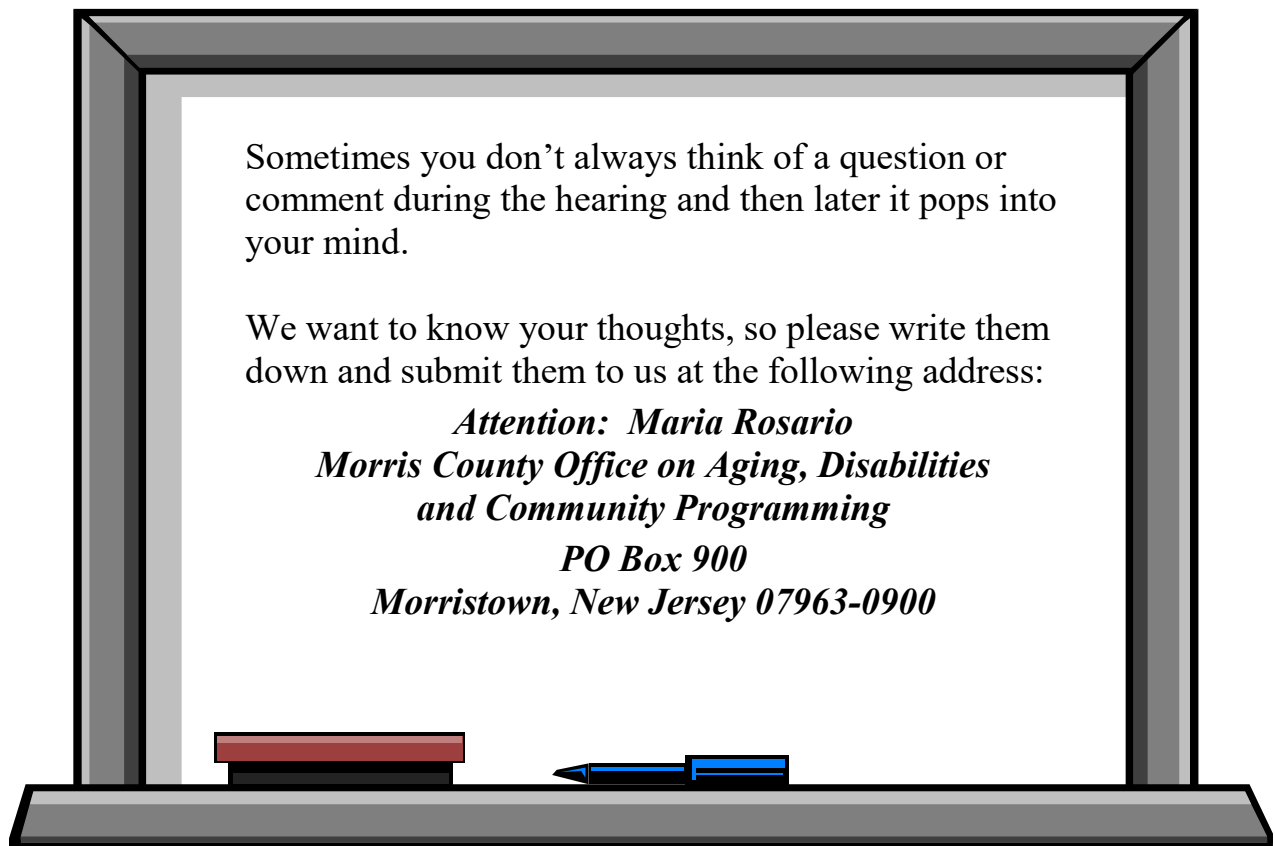 Sometimes you don’t always think of a question or
comment during the hearing and then later it pops into
your mind.
We want to know your thoughts, so please write them
down and submit them to us at the following address:
Attention:  Maria Rosario
Morris County Office on Aging, Disabilities
and Community Programming
PO Box 900
Morristown, New Jersey 07963-0900